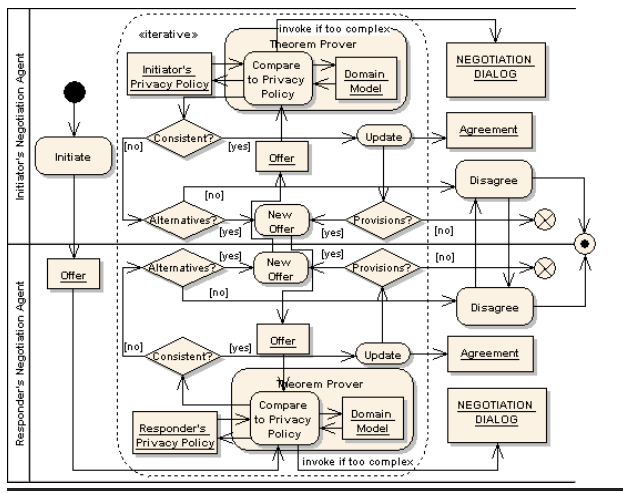 Initiator's Negotiation Agent
«iterative»
invoke if too complex
Theorem Prover
Initiator's
Privacy Policy
Compare
to Privacy
Policy
Domain
Model
NEGOTIATION
DIALOG
Initiate
Consistent?
[no]
[yes]
Offer
Update
Agreement
[no]
Disagree
Alternatives?
[yes]
New
Offer
[yes]
Provisions?
[no]
Responder's Negotiation Agent
Offer
Alternatives?
[yes]
New
Offer
[yes]
Provisions?
[no]
[no]
Disagree
[no]
Consistent?
[yes]
Offer
Update
Agreement
Theorem Prover
Responder's
Privacy Policy
Compare
to Privacy
Policy
Domain
Model
NEGOTIATION
DIALOG
invoke if too complex